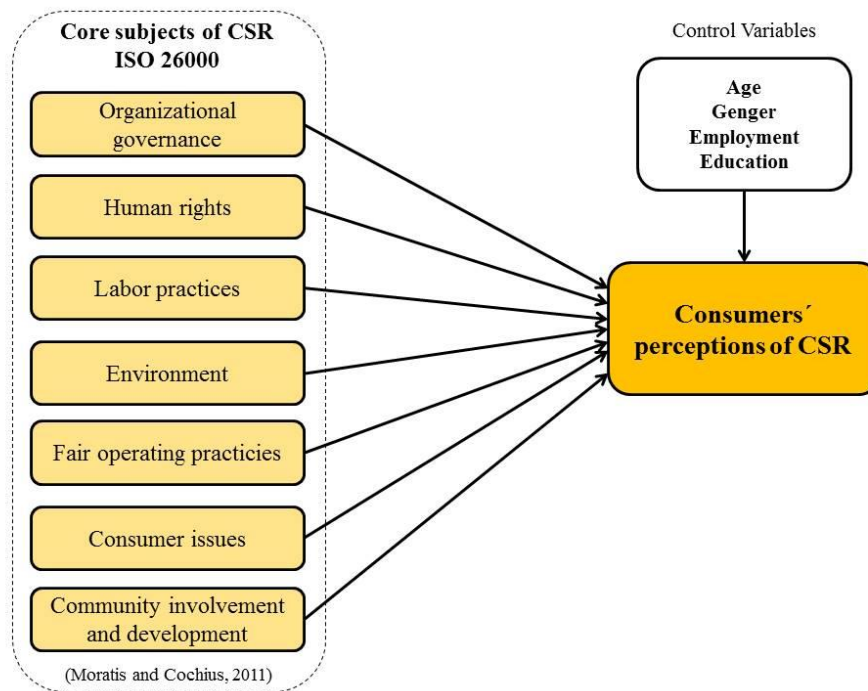 Core subjects of CSR
ISO 26000
Organizational
governance
Human rights
Labor practices
Environment
Fair operating practicies
Consumer issues
Community involvement
and development
(Moratis and Cochius, 2011)
Control Variables
Age
Genger
Employment
Education
Consumers´
perceptions of CSR